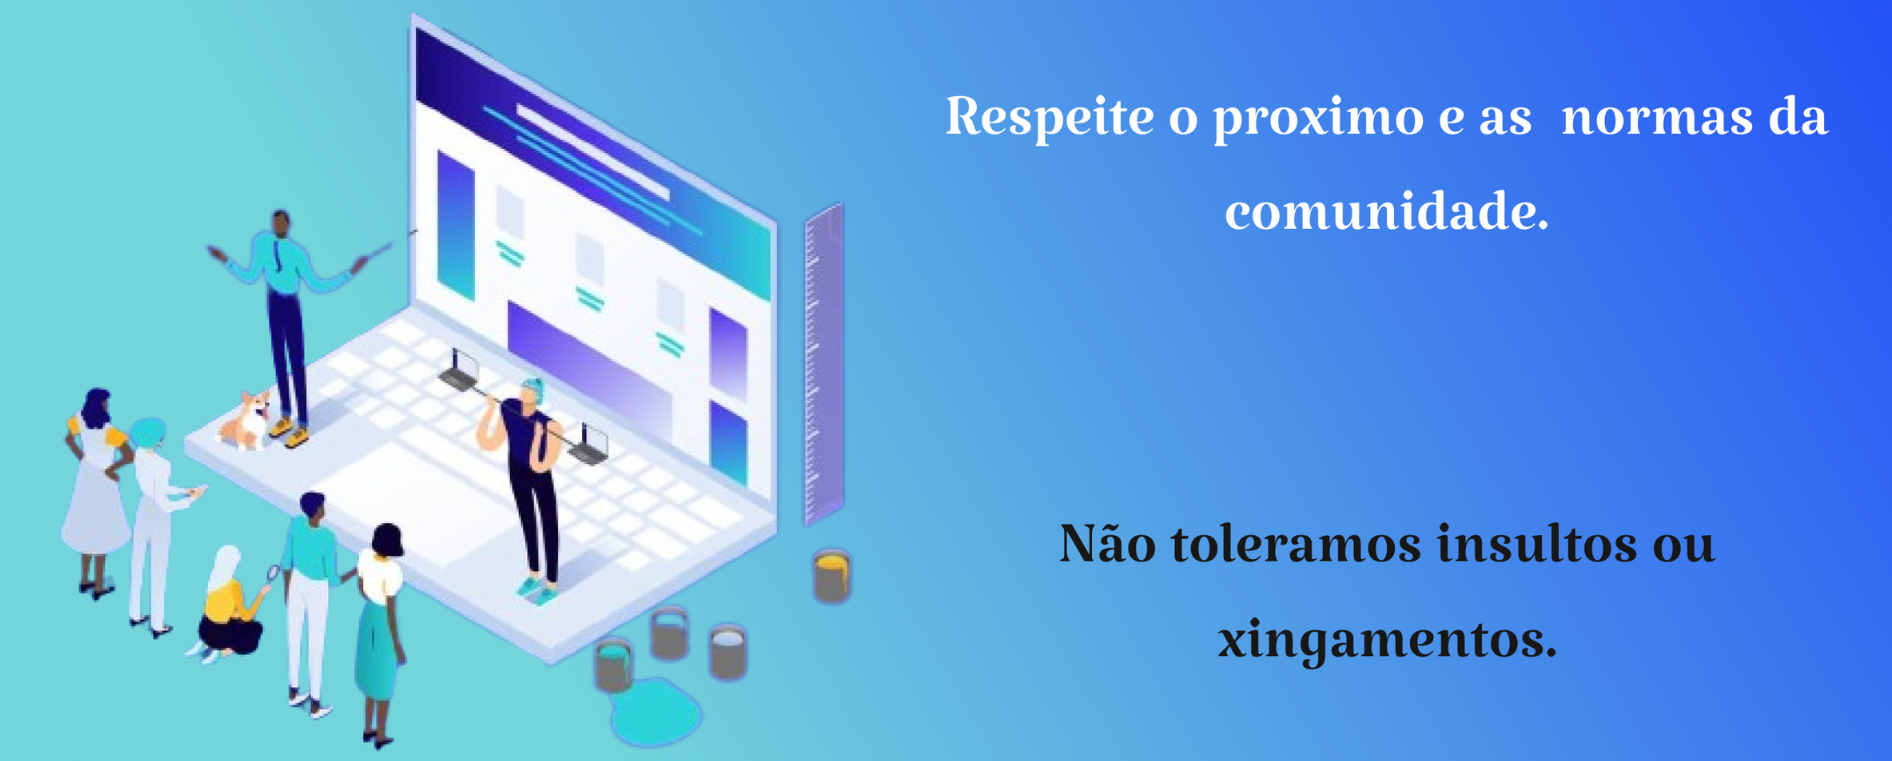 Respeite o proximo e as  normas da
comunidade.
Não toleramos insultos ou
xingamentos.